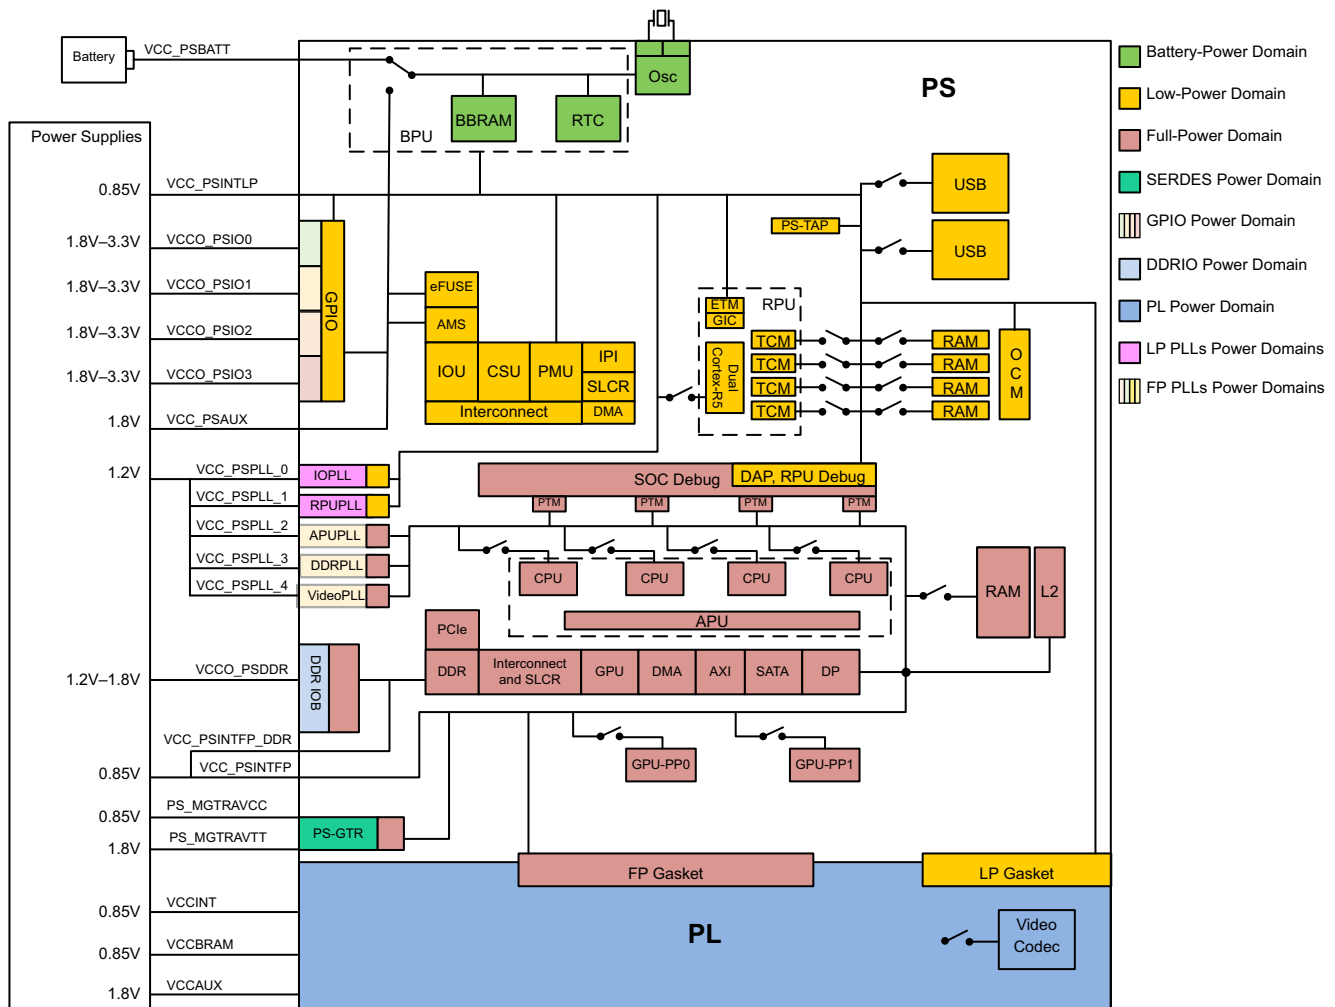 Battery
VCC_PSBATT
Osc
PS
BBRAM
RTC
BPU
Battery-Power Domain
Low-Power Domain
Full-Power Domain
SERDES Power Domain
GPIO Power Domain
DDRIO Power Domain
PL Power Domain
LP PLLs Power Domains
FP PLLs Power Domains
Power Supplies
0.85V
VCC_PSINTLP
1.8V–3.3V
VCCO_PSIO0
1.8V–3.3V
VCCO_PSIO1
1.8V–3.3V
VCCO_PSIO2
1.8V–3.3V
VCCO_PSIO3
1.8V
VCC_PSAUX
GPIO
eFUSE
AMS
IOU
CSU
PMU
IPI
SLCR
Interconnect
DMA
USB
PS-TAP
USB
RPU
ETM
GIC
Dual
Cortex-R5
TCM
RAM
TCM
RAM
TCM
RAM
TCM
RAM
O
C
M
1.2V
VCC_PSPLL_0
IOPLL
VCC_PSPLL_1
RPUPLL
VCC_PSPLL_2
APUPLL
VCC_PSPLL_3
DDRPLL
VCC_PSPLL_4
VideoPLL
SOC Debug
DAP, RPU Debug
PTM
PTM
PTM
PTM
CPU
CPU
CPU
CPU
APU
RAM
L2
PCIe
DDR
Interconnect
and SLCR
GPU
DMA
AXI
SATA
DP
1.2V–1.8V
VCCO_PSDDR
DDR IOB
VCC_PSINTFP_DDR
0.85V
VCC_PSINTFP
GPU-PP0
GPU-PP1
0.85V
PS_MGTRAVCC
1.8V
PS_MGTRAVTT
PS-GTR
FP Gasket
LP Gasket
0.85V
VCCINT
0.85V
VCCBRAM
1.8V
VCCAUX
PL
Video
Codec